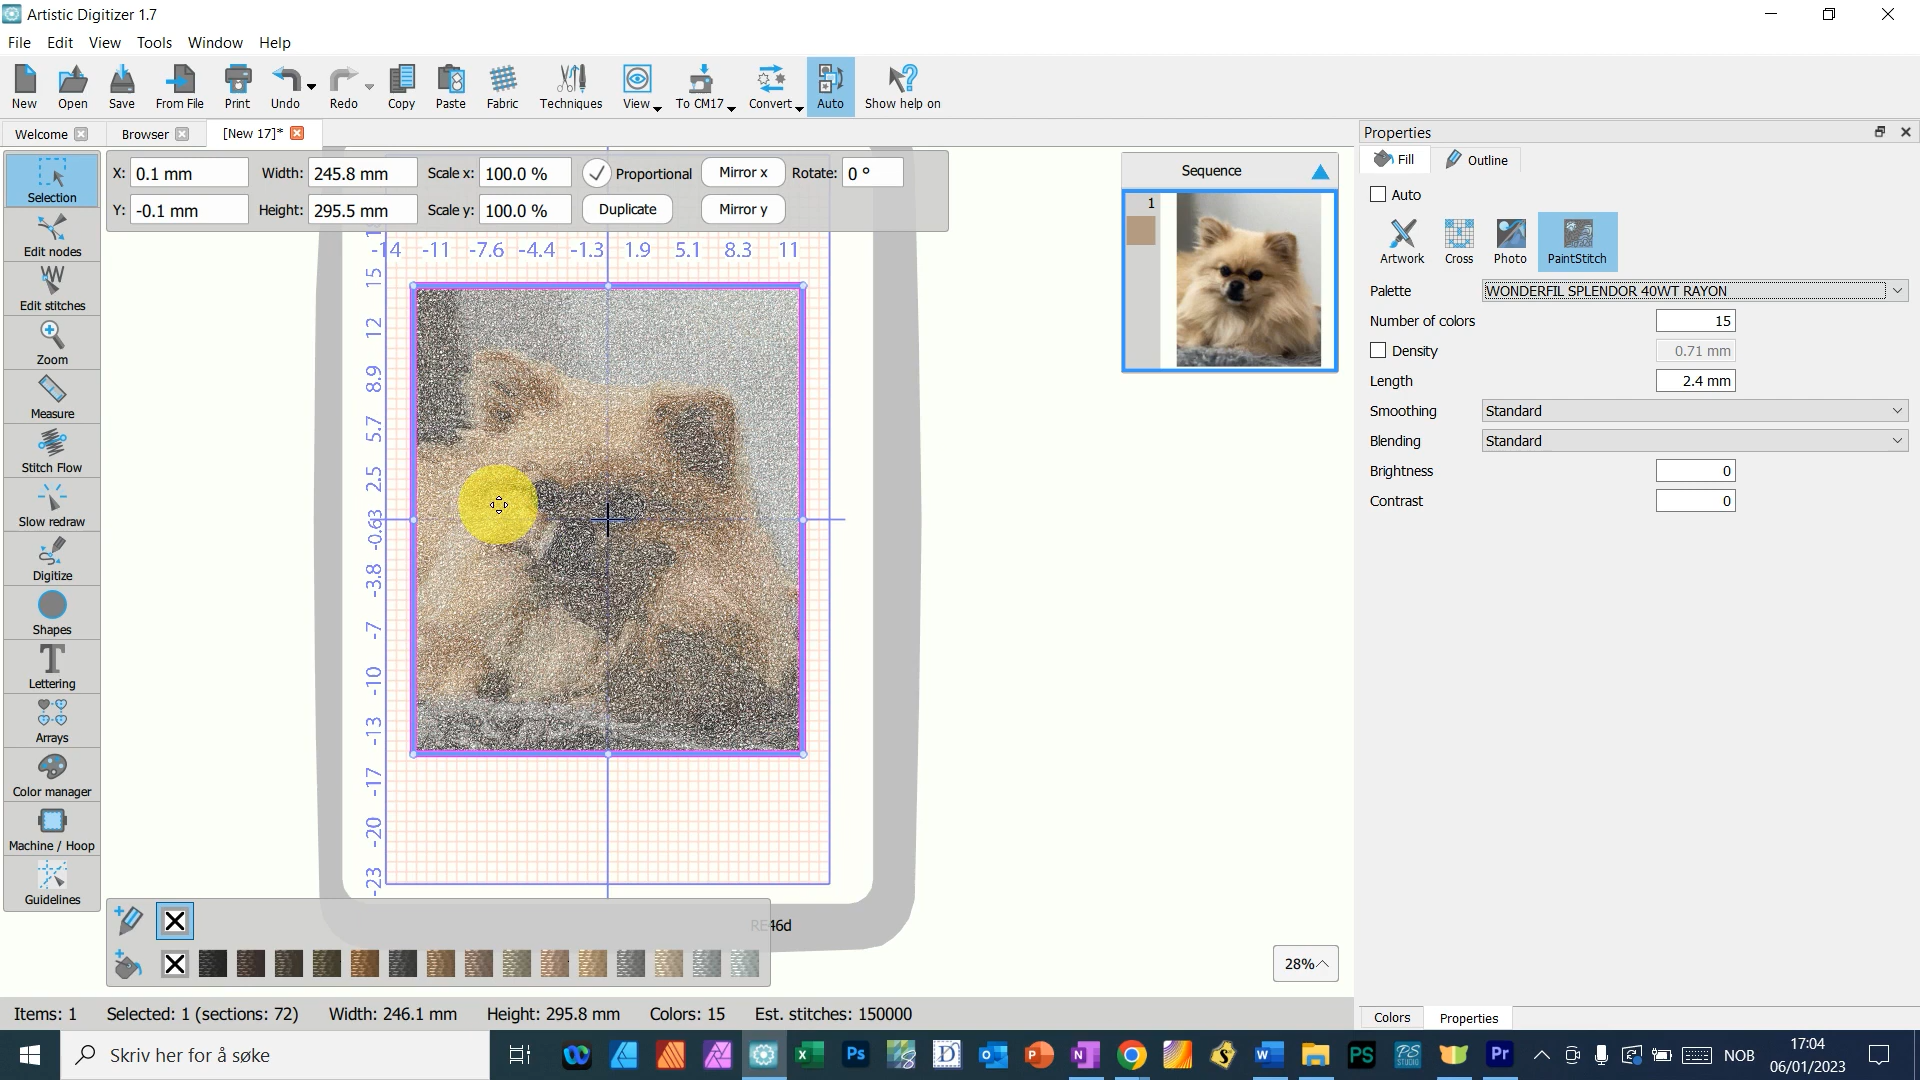 Artistic Digitizer 1.7
File Edit View Tools Window Help
New Open Save From File Print Undo Redo Copy Paste Fabric Techniques View To CM17 Convert Auto Show help on
Welcome Browser [New 17]*
Properties
X: 0.1 mm Width: 245.8 mm Scale x: 100.0 % Proportional Mirror x Rotate: 0 °
Y: -0.1 mm Height: 295.5 mm Scale y: 100.0 % Duplicate Mirror y
Selection
Edit nodes
Edit stitches
Zoom
Measure
Stitch Flow
Slow redraw
Digitize
Shapes
Lettering
Arrays
Color manager
Machine / Hoop
Guidelines
-14 -11 -7.6 -4.4 -1.3 1.9 5.1 8.3 11
15
12
8.9
5.7
2.5
-0.63
-3.8
-7
-10
-13
-17
-20
-23
RE46d
28%
Sequence
1
Fill Outline
Auto
Artwork Cross Photo PaintStitch
Palette WONDERFIL SPLENDOR 40WT RAYON
Number of colors 15
Density 0.71 mm
Length 2.4 mm
Smoothing Standard
Blending Standard
Brightness 0
Contrast 0
Colors Properties
Items: 1 Selected: 1 (sections: 72) Width: 246.1 mm Height: 295.8 mm Colors: 15 Est. stitches: 150000
Skriv her for å søke
NOB
17:04
06/01/2023